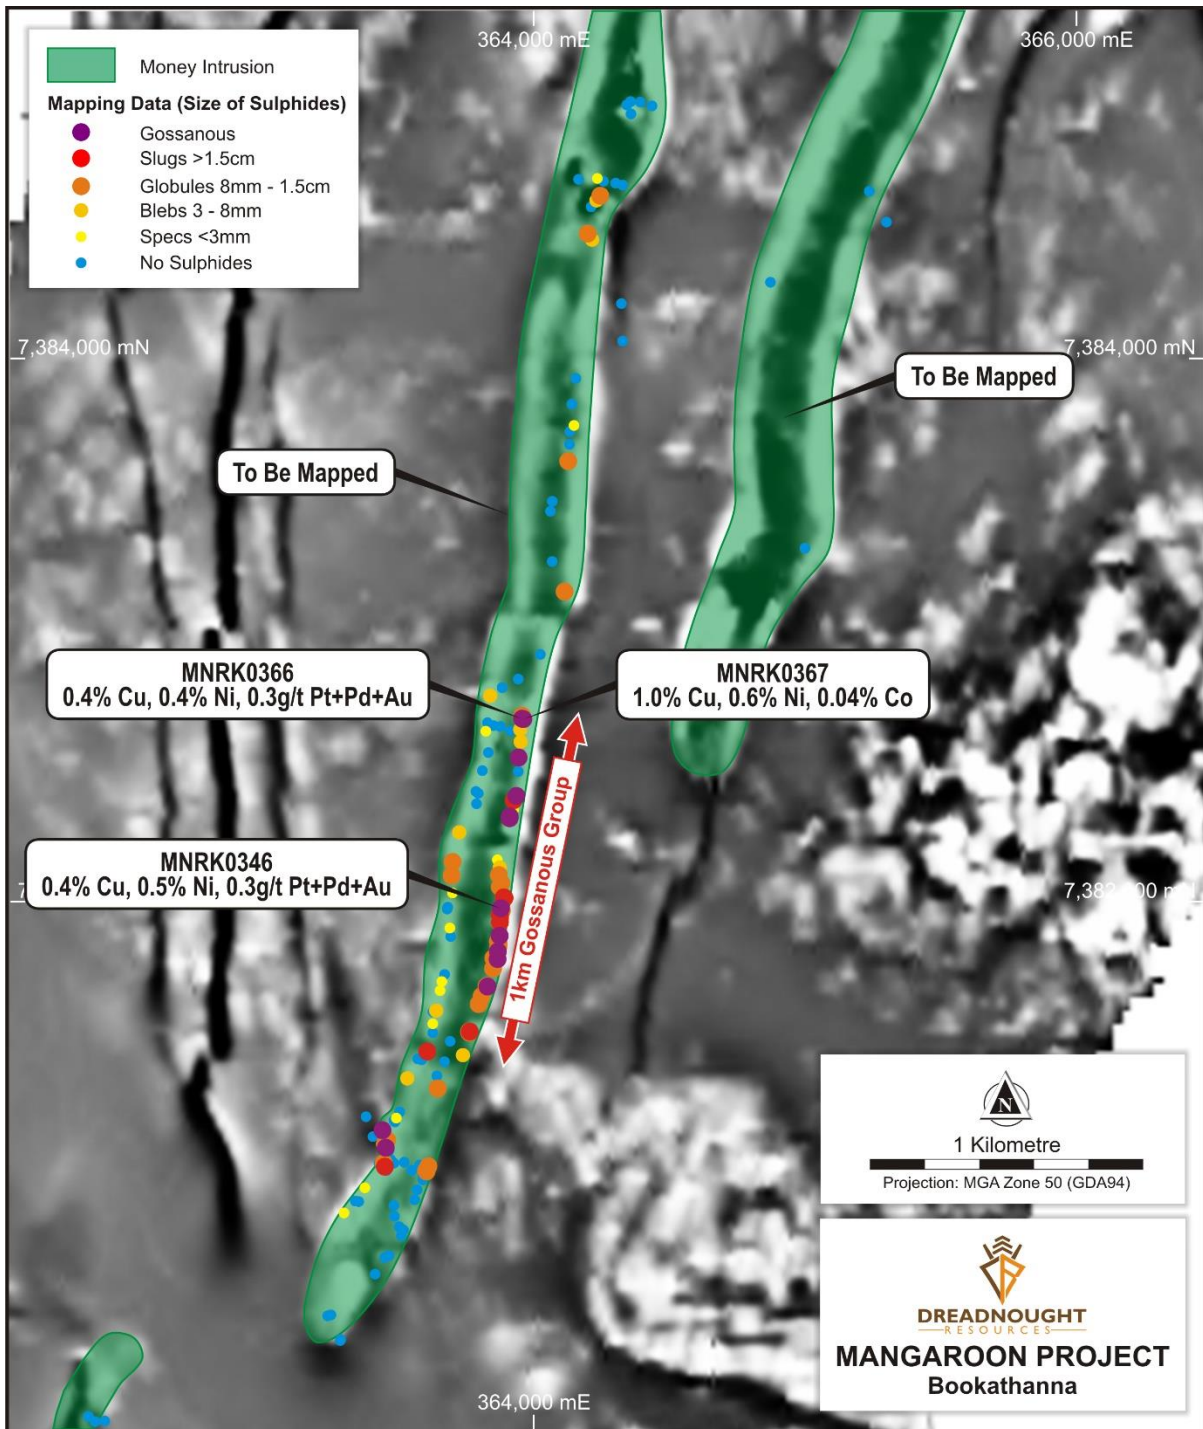 364,000 mE
366,000 mE
Money Intrusion
Mapping Data (Size of Sulphides)
Gossanous
Slugs >1.5cm
Globules 8mm - 1.5cm
Blebs 3 - 8mm
Specs <3mm
No Sulphides
7,384,000 mN
7,384,000 mN
To Be Mapped
To Be Mapped
MNRK0366
0.4% Cu, 0.4% Ni, 0.3g/t Pt+Pd+Au
MNRK0367
1.0% Cu, 0.6% Ni, 0.04% Co
1km Gossanous Group
MNRK0346
0.4% Cu, 0.5% Ni, 0.3g/t Pt+Pd+Au
7,382,000 mN
N
1 Kilometre
Projection: MGA Zone 50 (GDA94)
DREADNOUGHT
RESOURCES
MANGAROON PROJECT
Bookathanna
364,000 mE